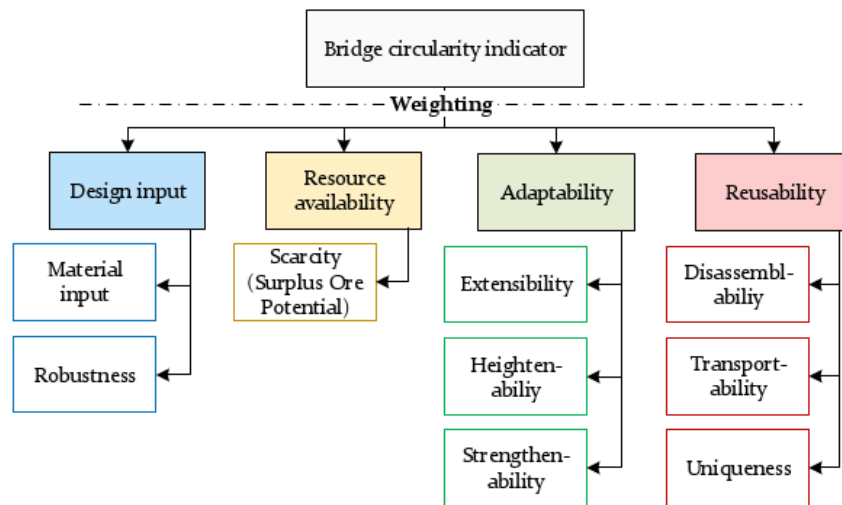 Bridge circularity indicator
Weighting
Design input
Resource
availability
Adaptability
Reusability
Material
input
Robustness
Scarcity
(Surplus Ore
Potential)
Extensibility
Heighten-
abiliy
Strengthen-
ability
Disassembl-
abiliy
Transport-
ability
Uniqueness